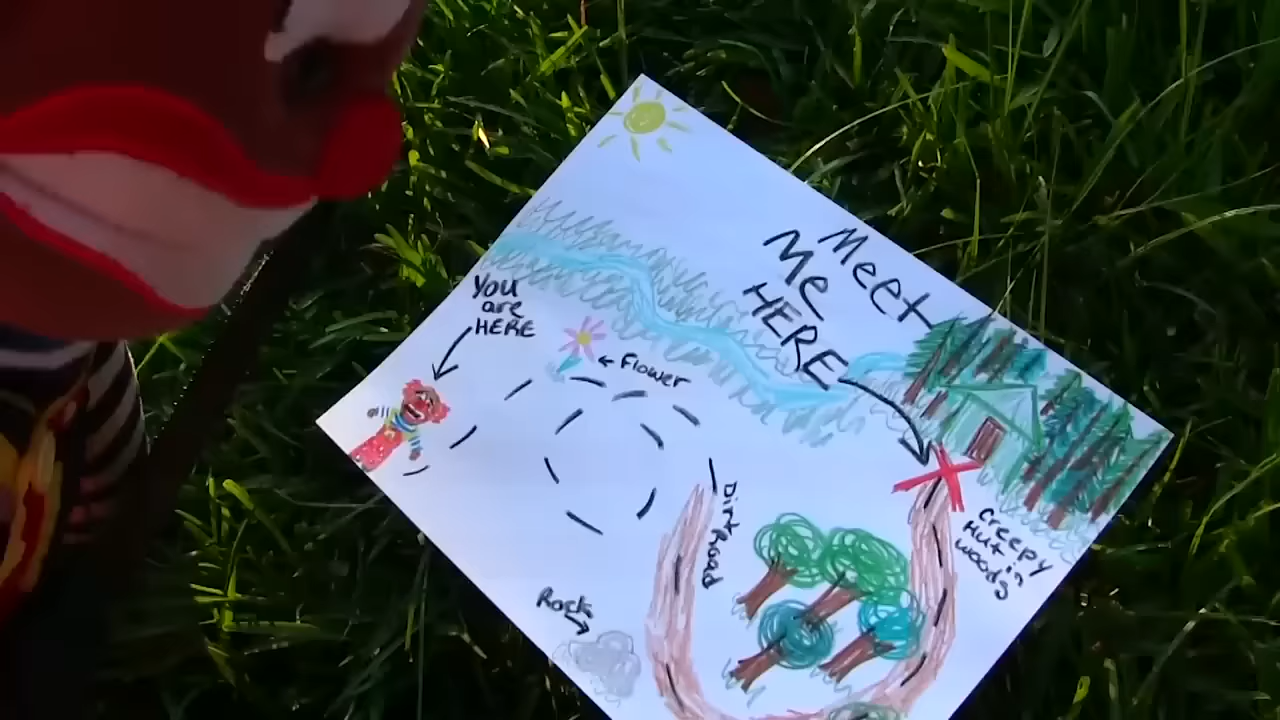 Meet
Me
HERE
You
are
HERE
← Flower
Dirt Road
Rock
Creepy
Hut in
woods